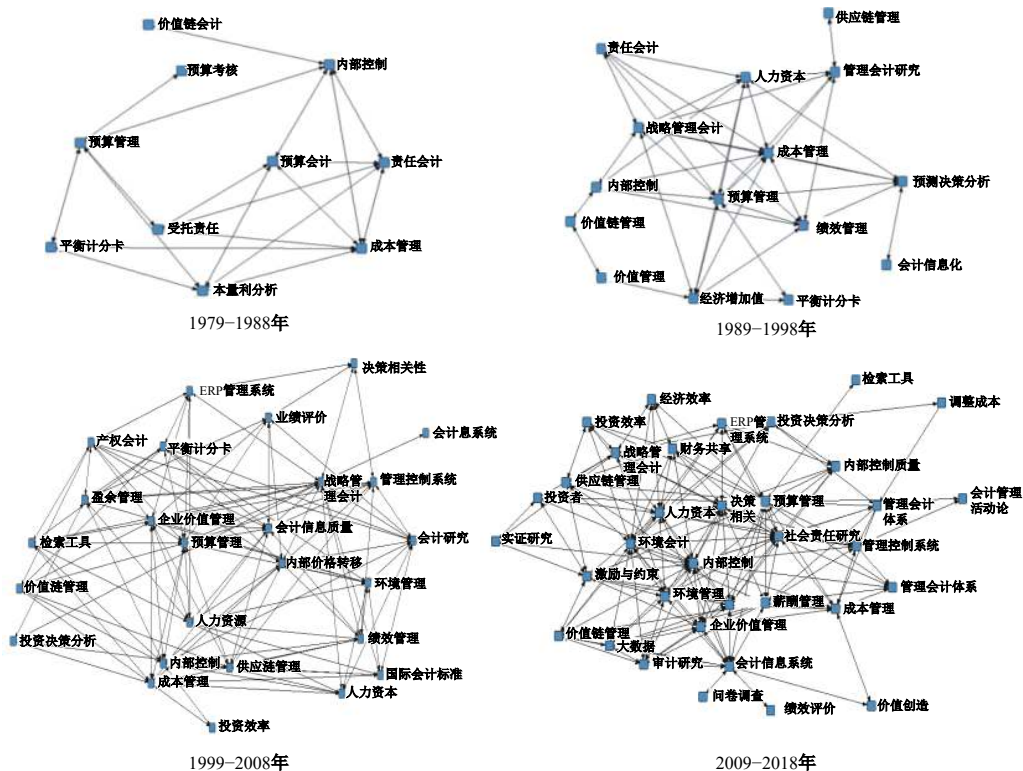 价值链会计
预算考核
内部控制
预算管理
预算会计
责任会计
受托责任
平衡计分卡
成本管理
本量利分析
1979−1988年
供应链管理
责任会计
人力资本
管理会计研究
战略管理会计
成本管理
预测决策分析
内部控制
预算管理
价值链管理
绩效管理
会计信息化
价值管理
经济增加值
平衡计分卡
1989−1998年
决策相关性
ERP管理系统
业绩评价
会计息系统
产权会计
平衡计分卡
战略管
理会计
管理控制系统
盈余管理
企业价值管理
会计信息质量
检索工具
预算管理
会计研究
内部价格转移
价值涟管理
环境管理
人力资源
投资决策分析
绩效管理
内部控制
供应涟管理
国际会计标准
成本管理
人力资本
投资效率
1999−2008年
检索工具
经济效率
调整成本
投资效率
ERP管
理系统
投资决策分析
战略管
理会计
财务共享
内部控制质量
供应链管理
投资者
决策
相关
预算管理
管理会计
体系
会计管理
活动论
人力资本
实证研究
环境会计
社会责任研究
管理控制系统
内部控制
激励与约束
环境管理
薪酬管理
管理会计体系
成本管理
企业价值管理
价值链管理
大数据
审计研究
会计信息系统
问卷调查
绩效评价
价值创造
2009−2018年